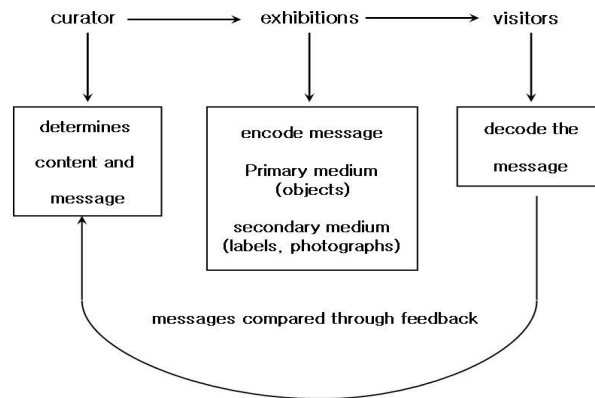 curator
exhibitions
visitors
determines
content and
message
encode message
Primary medium
(objects)
secondary medium
(labels, photographs)
decode the
message
messages compared through feedback